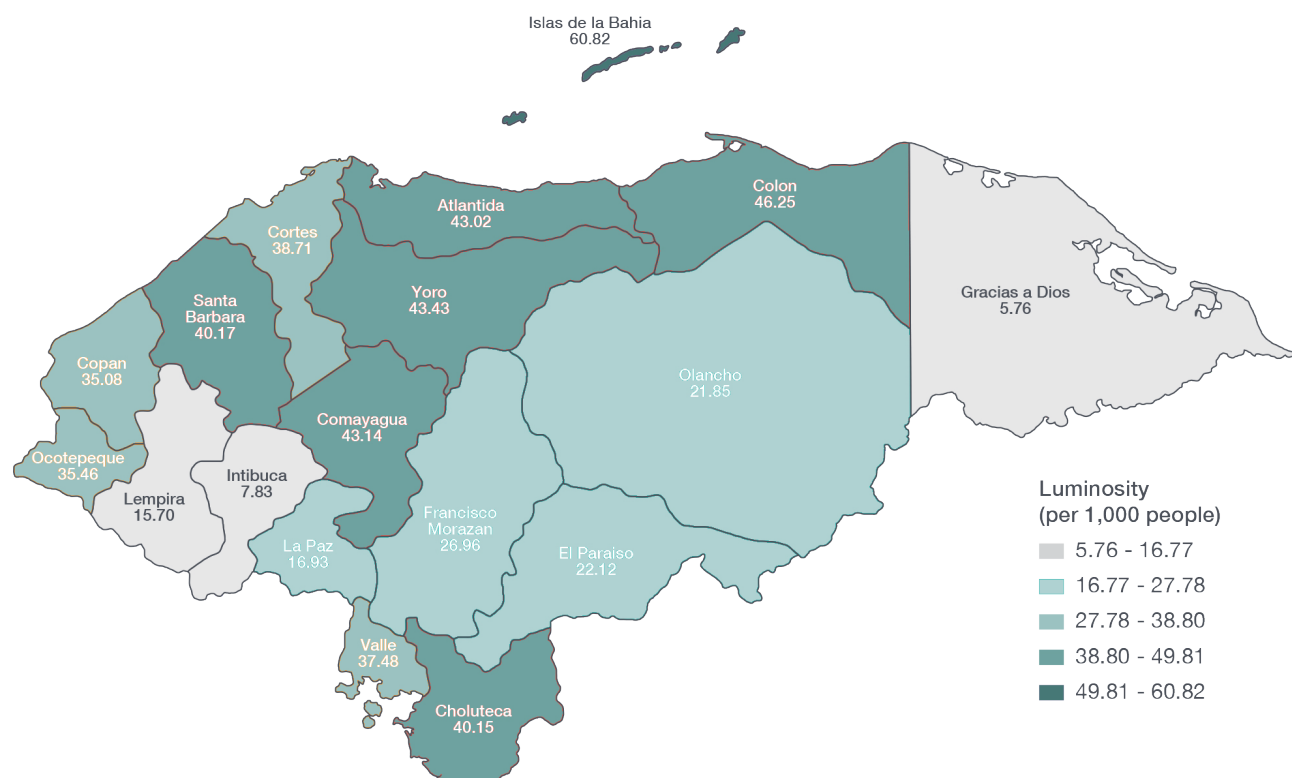 Islas de la Bahia
60.82
Colon
46.25
Atlantida
43.02
Cortes
38.71
Gracias a Dios
5.76
Yoro
43.43
Santa
Barbara
40.17
Copan
35.08
Olancho
21.85
Comayagua
43.14
Ocotepeque
35.46
Intibuca
7.83
Lempira
15.70
Francisco
Morazan
26.96
La Paz
16.93
El Paraiso
22.12
Valle
37.48
Choluteca
40.15
Luminosity
(per 1,000 people)
5.76 - 16.77
16.77 - 27.78
27.78 - 38.80
38.80 - 49.81
49.81 - 60.82